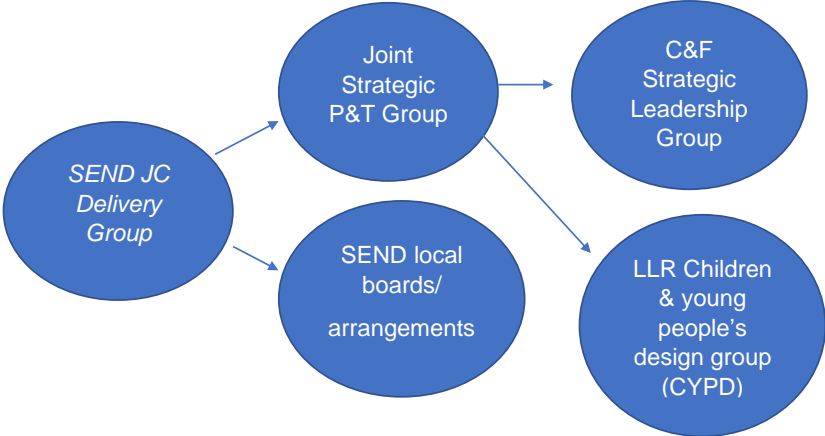 SEND JC
Delivery
Group
Joint
Strategic
P&T Group
SEND local
boards/
arrangements
C&F
Strategic
Leadership
Group
LLR Children
& young
people’s
design group
(CYPD)